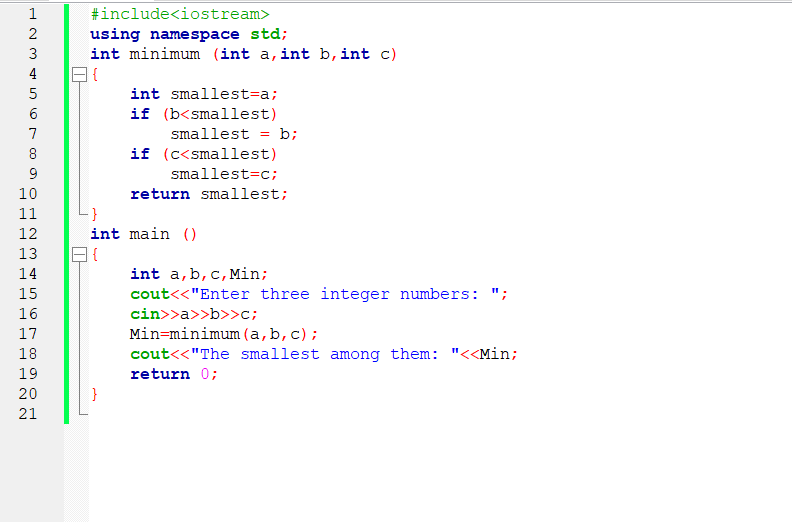 1 #include<iostream>
2 using namespace std;
3 int minimum (int a,int b,int c)
4 {
5 int smallest=a;
6 if (b<smallest)
7 smallest = b;
8 if (c<smallest)
9 smallest=c;
10 return smallest;
11 }
12 int main ()
13 {
14 int a,b,c,Min;
15 cout<<"Enter three integer numbers: ";
16 cin>>a>>b>>c;
17 Min=minimum(a,b,c);
18 cout<<"The smallest among them: "<<Min;
19 return 0;
20 }
21